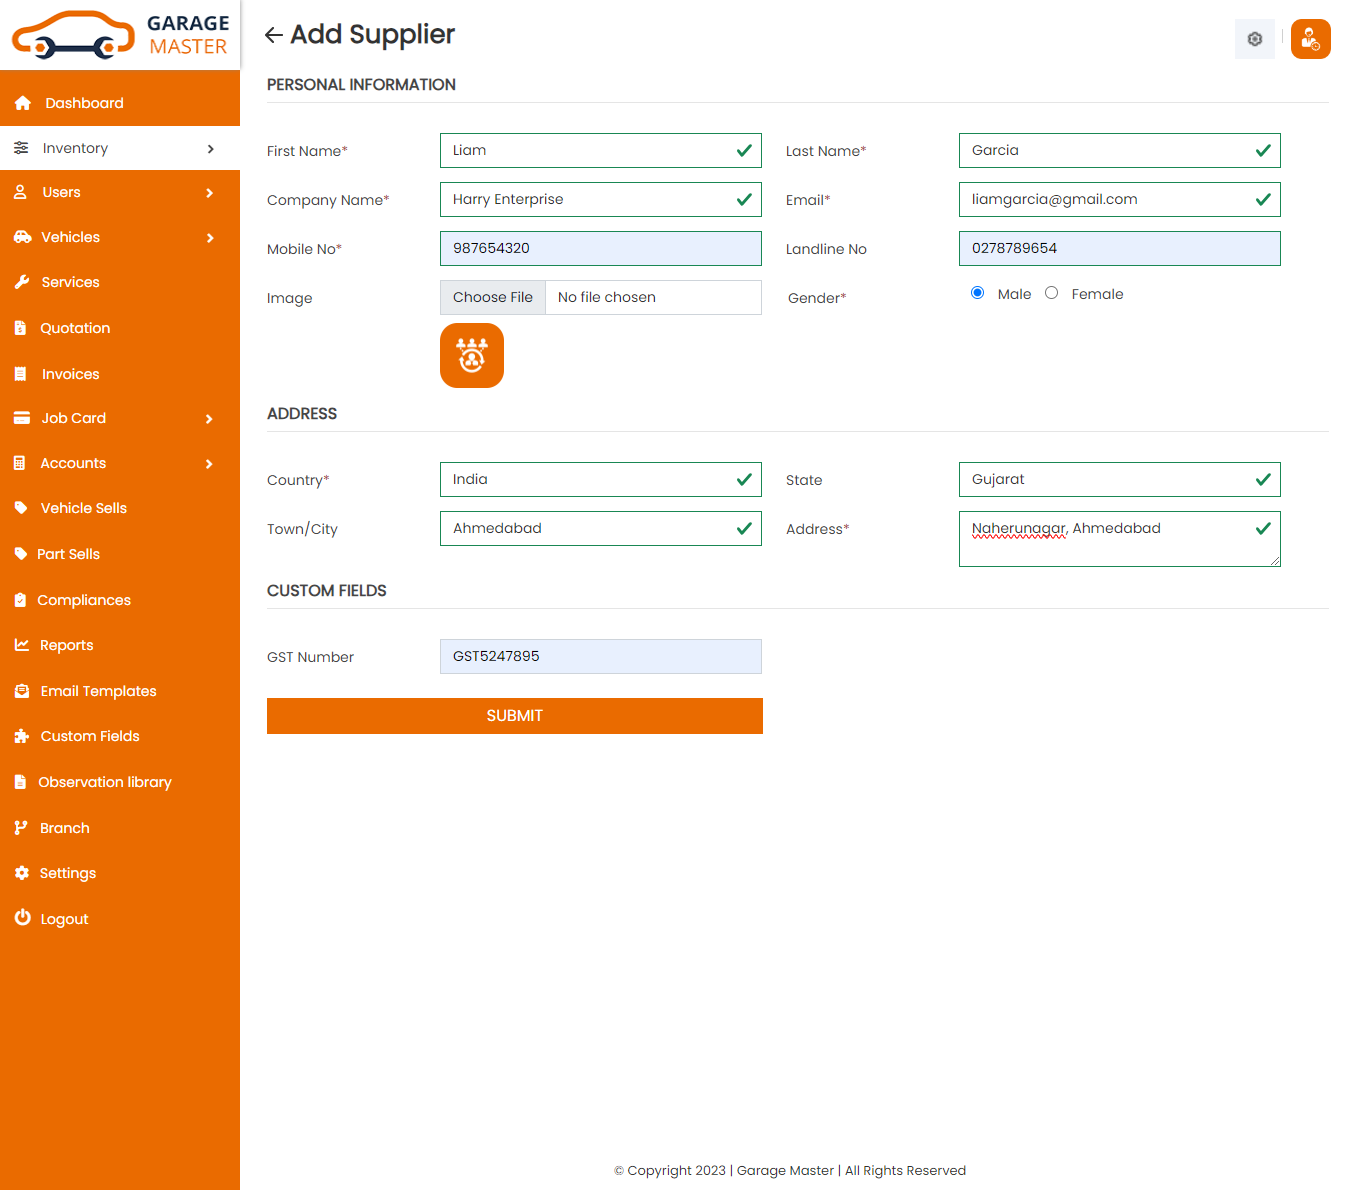 GARAGE
MASTER
Add Supplier
PERSONAL INFORMATION
Dashboard
Inventory
Users
Vehicles
Services
Quotation
Invoices
Job Card
Accounts
Vehicle Sells
Part Sells
Compliances
Reports
Email Templates
Custom Fields
Observation library
Branch
Settings
Logout
First Name* Liam Last Name* Garcia
Company Name* Harry Enterprise Email* liamgarcia@gmail.com
Mobile No* 987654320 Landline No 0278789654
Image Choose File No file chosen Gender* Male Female
ADDRESS
Country* India State Gujarat
Town/City Ahmedabad Address* Naherunagar, Ahmedabad
CUSTOM FIELDS
GST Number GST5247895
SUBMIT
© Copyright 2023 | Garage Master | All Rights Reserved